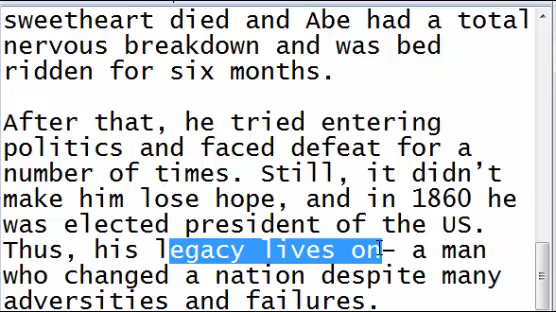 sweetheart died and Abe had a total
nervous breakdown and was bed
ridden for six months.
After that, he tried entering
politics and faced defeat for a
number of times. Still, it didn’t
make him lose hope, and in 1860 he
was elected president of the US.
Thus, his legacy lives on– a man
who changed a nation despite many
adversities and failures.